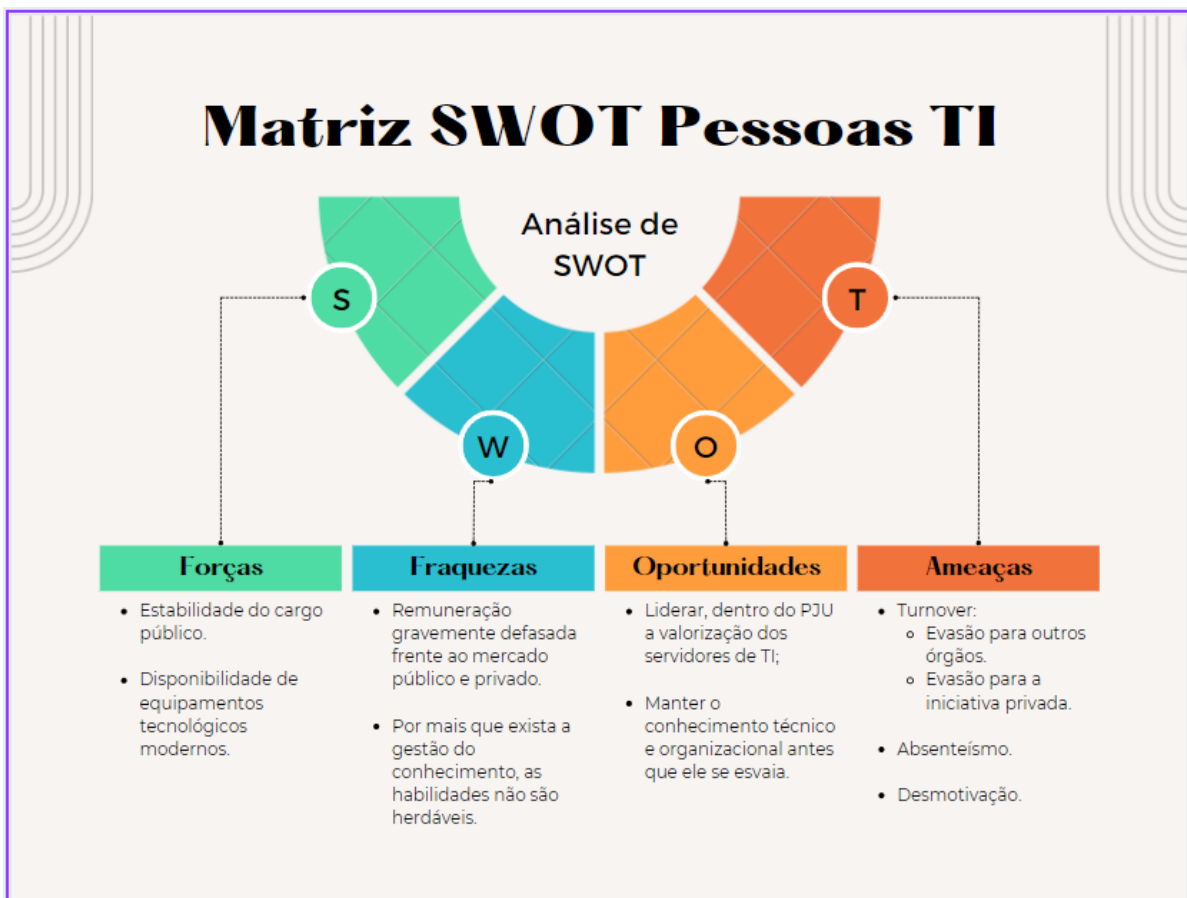 Matriz SWOT Pessoas TI
Análise de
SWOT
S
W
O
T
Forças
• Estabilidade do cargo
público.
• Disponibilidade de
equipamentos
tecnológicos
modernos.
Fraquezas
• Remuneração
gravemente defasada
frente ao mercado
público e privado.
• Por mais que exista a
gestão do
conhecimento, as
habilidades não são
herdáveis.
Oportunidades
• Liderar, dentro do PJU
a valorização dos
servidores de TI;
• Manter o
conhecimento técnico
e organizacional antes
que ele se esvaia.
Ameaças
• Turnover:
◦ Evasão para outros
órgãos.
◦ Evasão para a
iniciativa privada.
• Absenteísmo.
• Desmotivação.